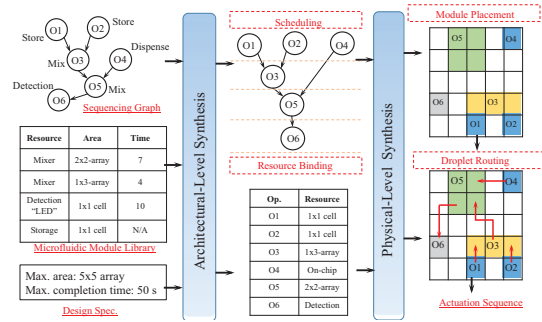 Store
O1
O2
Store
O3
O4
Dispense
Mix
O5
Mix
Detection
O6
Sequencing Graph
Resource Area Time
Mixer 2x2-array 7
Mixer 1x3-array 4
Detection "LED" 1x1 cell 10
Storage 1x1 cell N/A
Microfluidic Module Library
Max. area: 5x5 array
Max. completion time: 50 s
Design Spec.
Architectural-Level Synthesis
Scheduling
O1
O2
O4
O3
O5
O6
Resource Binding
Op. Resource
O1 1x1 cell
O2 1x1 cell
O3 1x3-array
O4 On-chip
O5 2x2-array
O6 Detection
Physical-Level Synthesis
Module Placement
O5
O4
O6
O3
O1
O2
Droplet Routing
O5
O4
O6
O3
O1
O2
Actuation Sequence